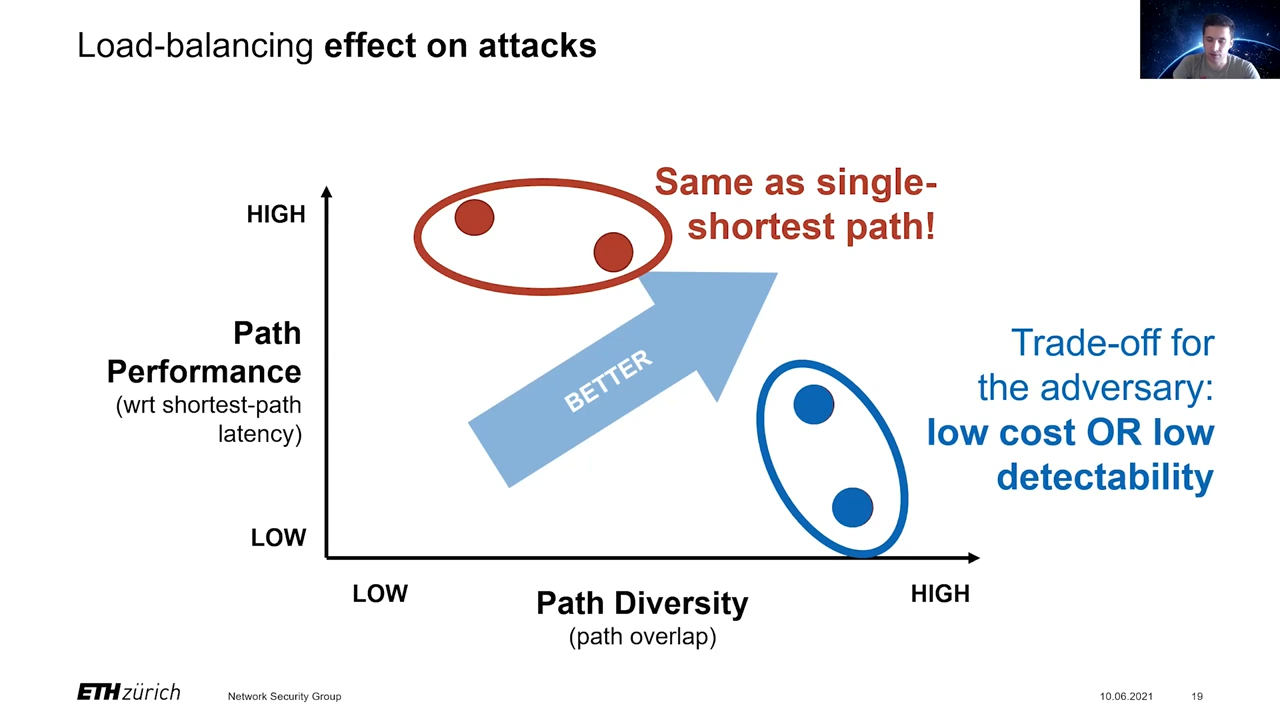 Load-balancing effect on attacks
Same as single-
shortest path!
HIGH
Path
Performance
(wrt shortest-path
latency)
BETTER
Trade-off for
the adversary:
low cost OR low
detectability
LOW
LOW
HIGH
Path Diversity
(path overlap)
ETH zürich
Network Security Group
10.06.2021
19